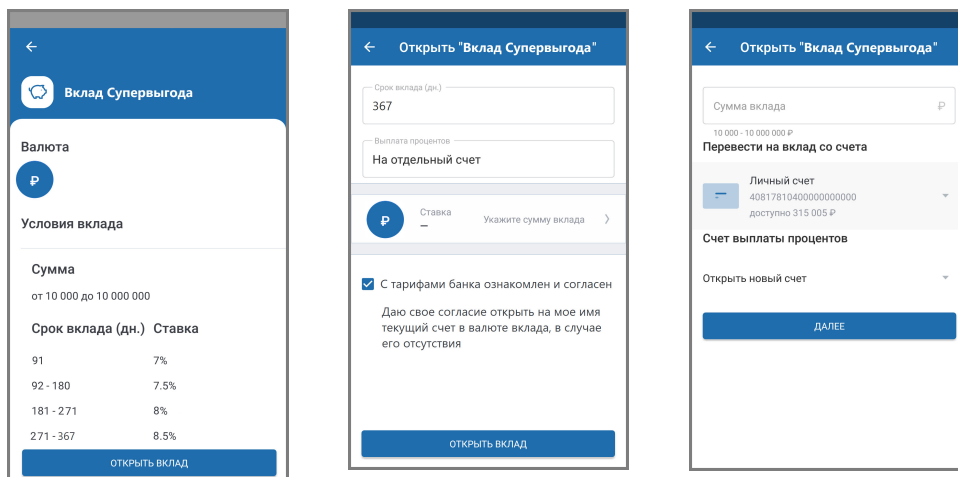 Вклад Супервыгода
Валюта
₽
Условия вклада
Сумма
от 10 000 до 10 000 000
Срок вклада (дн.) Ставка
91 7%
92 - 180 7.5%
181 - 271 8%
271 - 367 8.5%
ОТКРЫТЬ ВКЛАД
Открыть "Вклад Супервыгода"
Срок вклада (дн.)
367
Выплата процентов
На отдельный счет
₽
Ставка
–
Укажите сумму вклада
С тарифами банка ознакомлен и согласен
Даю свое согласие открыть на мое имя
текущий счет в валюте вклада, в случае
его отсутствия
ОТКРЫТЬ ВКЛАД
Открыть "Вклад Супервыгода"
Сумма вклада ₽
10 000 - 10 000 000 ₽
Перевести на вклад со счета
Личный счет
40817810400000000000
доступно 315 005 ₽
Счет выплаты процентов
Открыть новый счет
ДАЛЕЕ